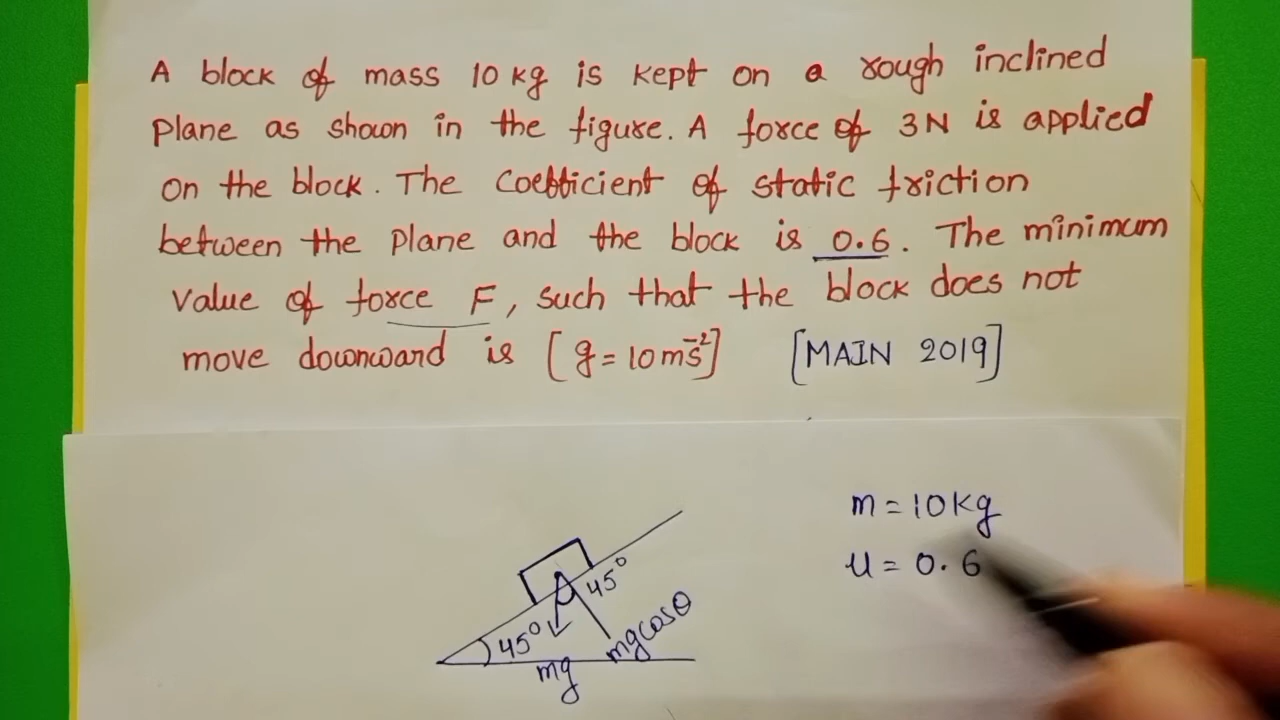 A block of mass 10 kg is kept on a rough inclined
plane as shown in the figure. A force of 3N is applied
on the block. The coefficient of static friction
between the plane and the block is 0.6. The minimum
value of force F, such that the block does not
move downward is [g = 10 m s⁻²] [MAIN 2019]
m = 10 kg
u = 0.6
45°
45°
mg cosθ
mg